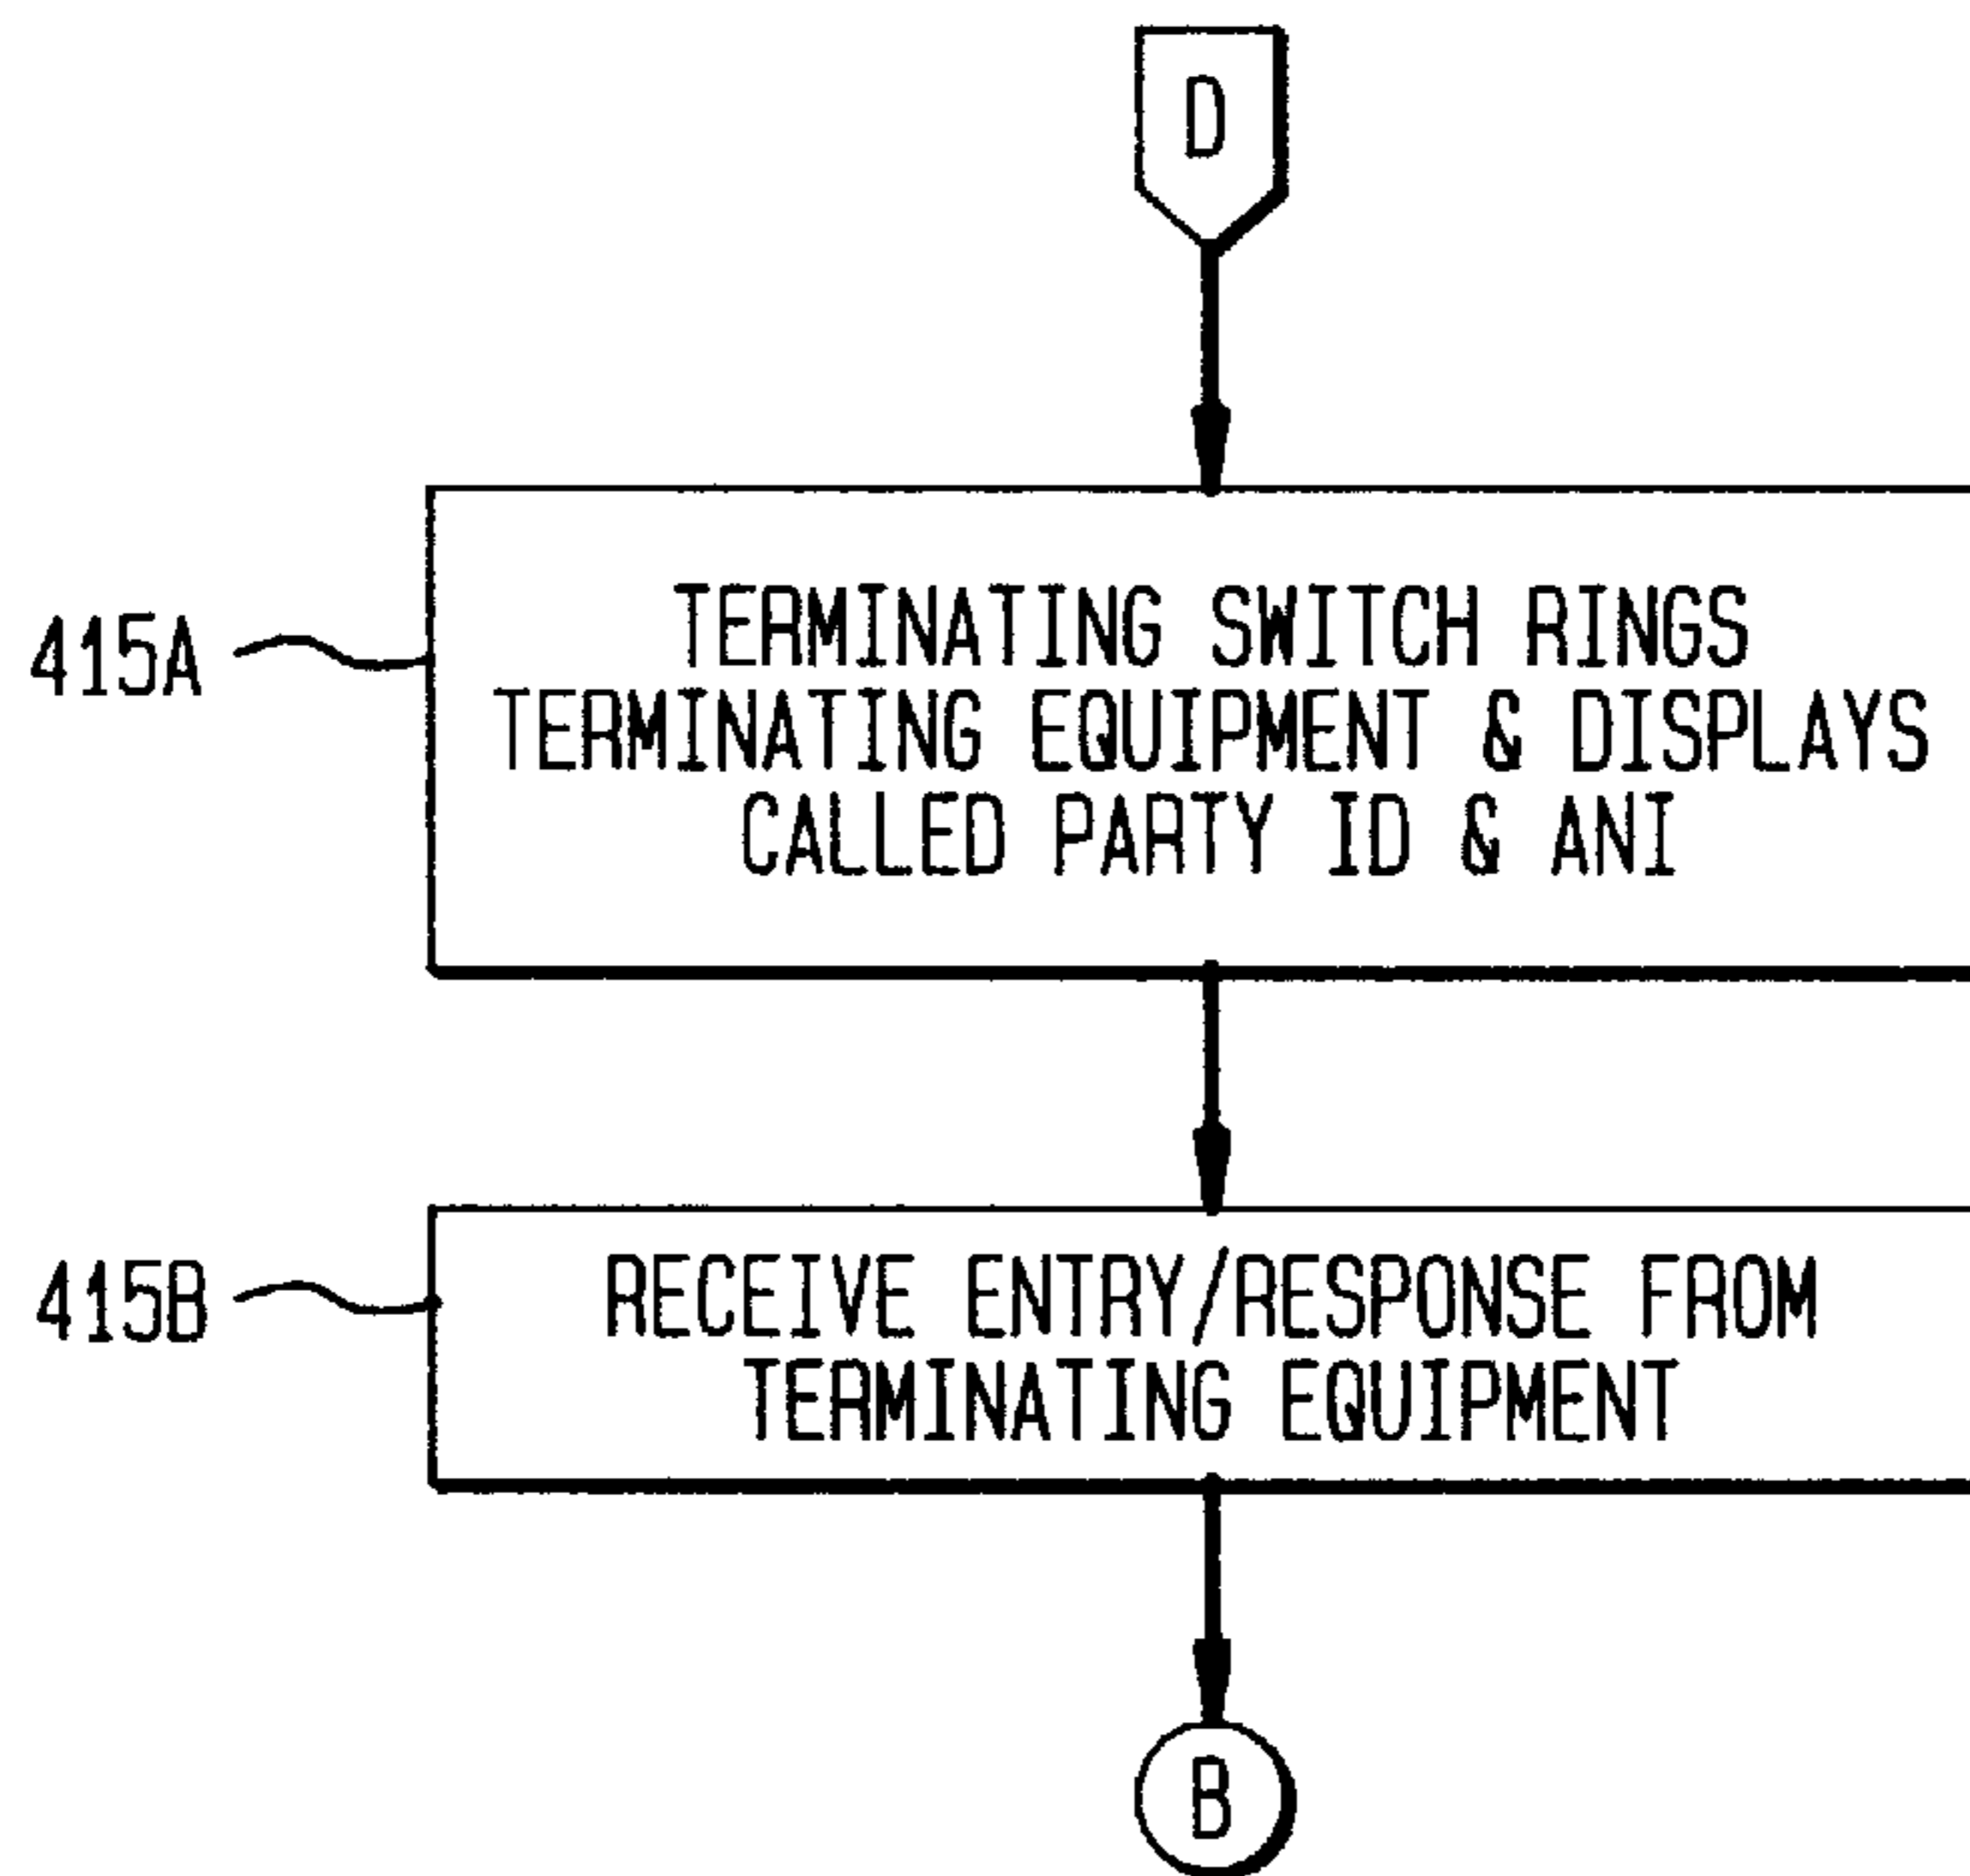 D
415A
TERMINATING SWITCH RINGS
TERMINATING EQUIPMENT & DISPLAYS
CALLED PARTY ID & ANI
415B
RECEIVE ENTRY/RESPONSE FROM
TERMINATING EQUIPMENT
B